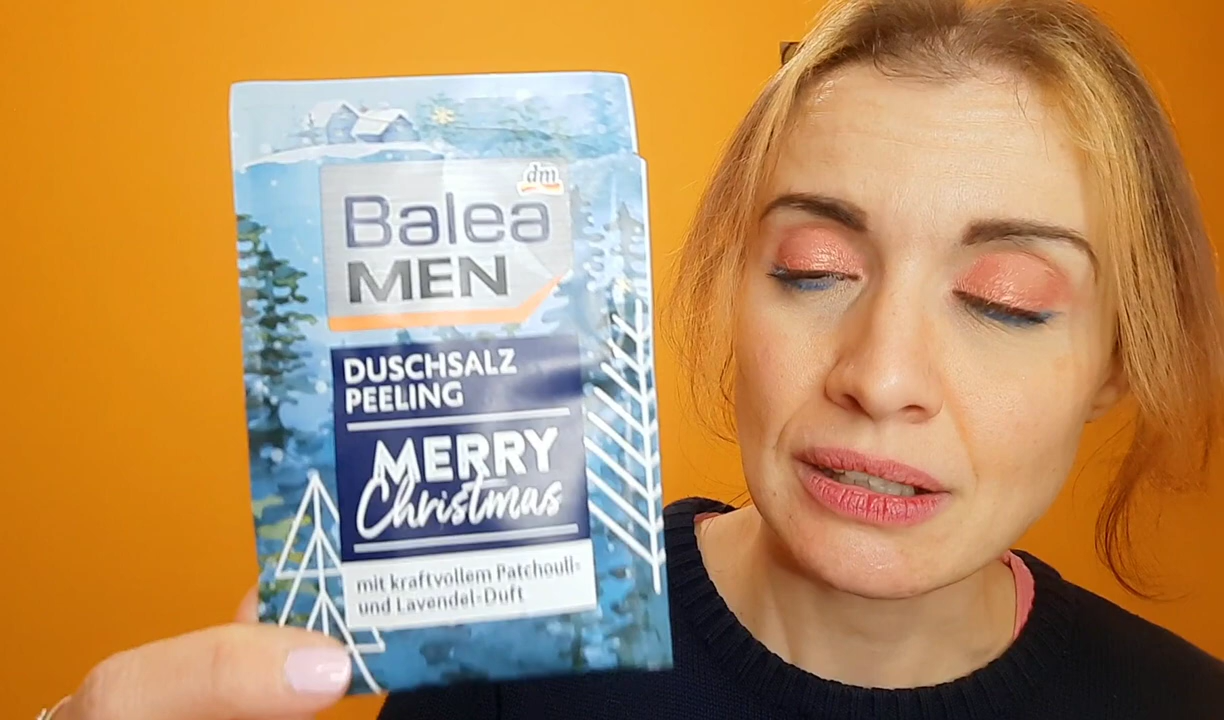 dm
Balea
MEN
DUSCHSALZ
PEELING
MERRY
Christmas
mit kraftvollem Patchouli-
und Lavendel-Duft